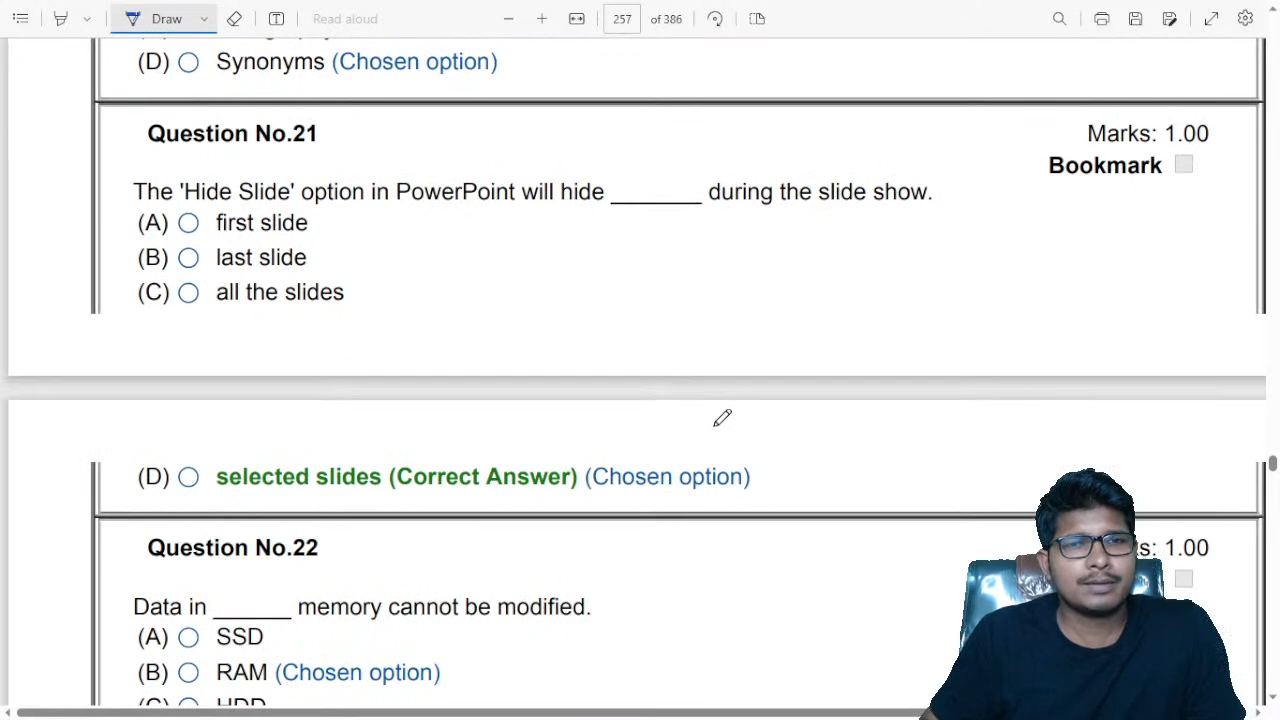 Draw
Read aloud
257 of 386
(D) Synonyms (Chosen option)
Question No.21
Marks: 1.00
Bookmark
The 'Hide Slide' option in PowerPoint will hide _______ during the slide show.
(A) first slide
(B) last slide
(C) all the slides
(D) selected slides (Correct Answer) (Chosen option)
Question No.22
s: 1.00
Data in ______ memory cannot be modified.
(A) SSD
(B) RAM (Chosen option)
(C) HDD